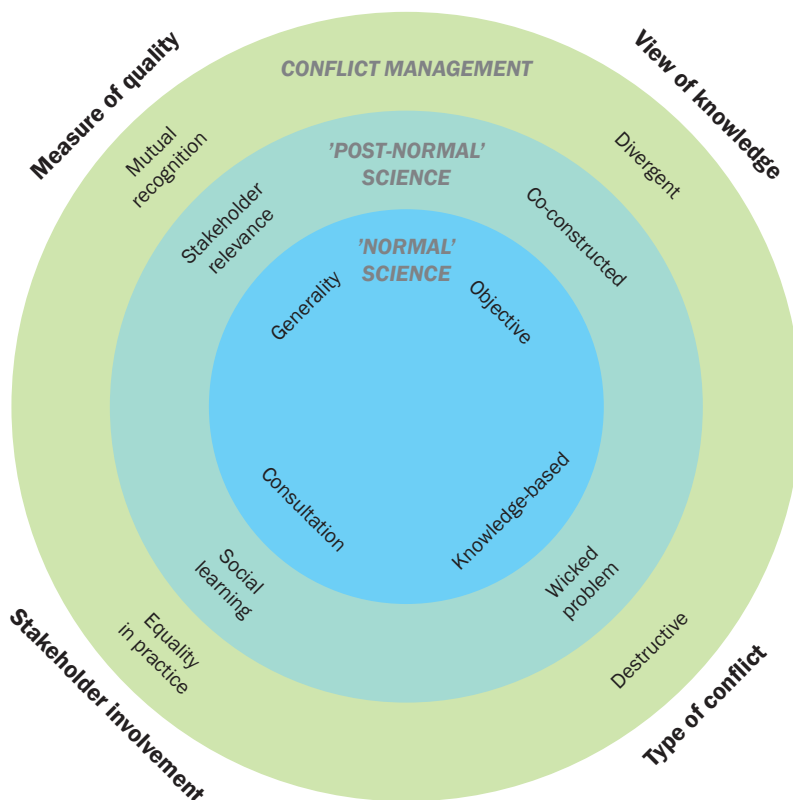 Measure of quality
View of knowledge
CONFLICT MANAGEMENT
Mutual
recognition
Divergent
'POST-NORMAL'
SCIENCE
Stakeholder
relevance
Co-constructed
'NORMAL'
SCIENCE
Generality
Objective
Consultation
Knowledge-based
Social
learning
Wicked
problem
Equality
in practice
Destructive
Stakeholder involvement
Type of conflict